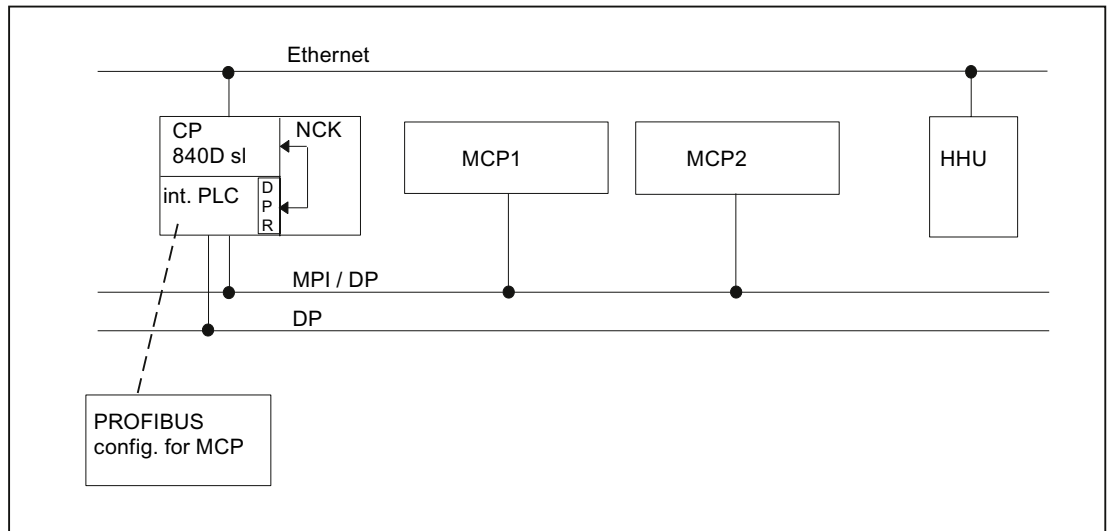 Ethernet
CP
840D sl
NCK
int. PLC
D
P
R
MCP1
MCP2
HHU
MPI / DP
DP
PROFIBUS
config. for MCP